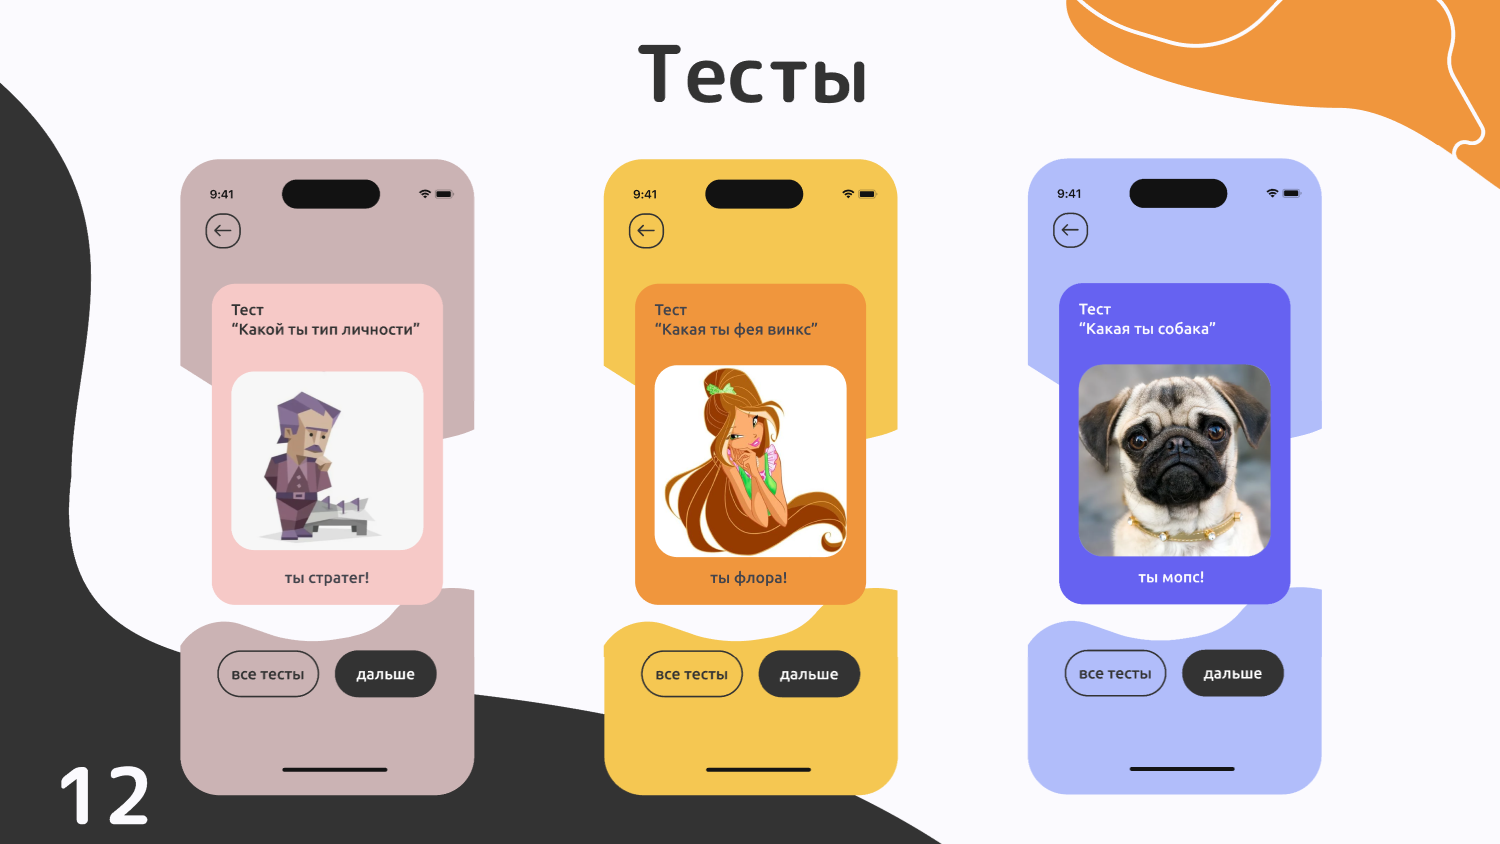 Тесты
9:41
Тест
“Какой ты тип личности”
ты стратег!
все тесты
дальше
9:41
Тест
“Какая ты фея винкс”
ты флора!
все тесты
дальше
9:41
Тест
“Какая ты собака”
ты мопс!
все тесты
дальше
12